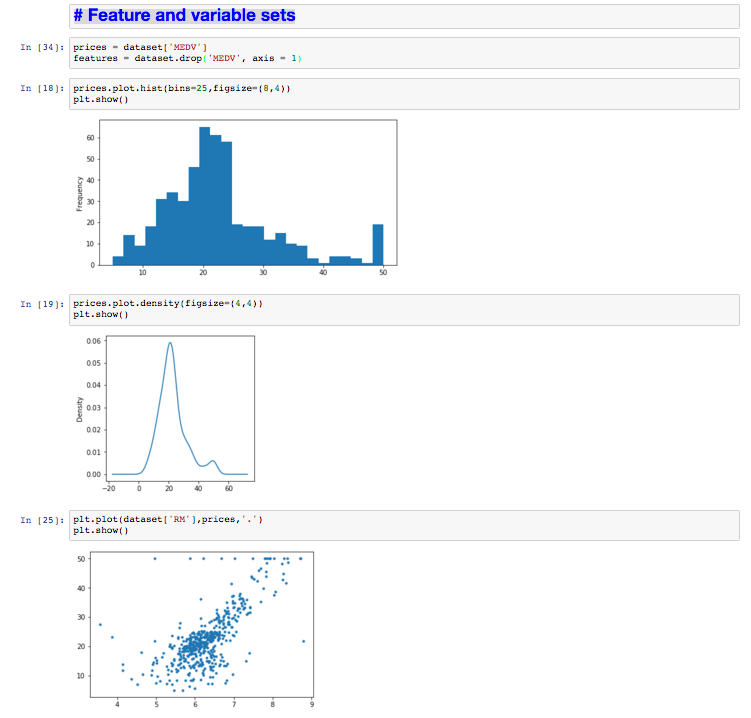 # Feature and variable sets
In [34]: prices = dataset['MEDV']
features = dataset.drop('MEDV', axis = 1)
In [18]: prices.plot.hist(bins=25,figsize=(8,4))
plt.show()
60
50
40
30
20
10
0
Frequency
10 20 30 40 50
In [19]: prices.plot.density(figsize=(4,4))
plt.show()
0.06
0.05
0.04
0.03
0.02
0.01
0.00
Density
−20 0 20 40 60
In [25]: plt.plot(dataset['RM'],prices,'.')
plt.show()
50
40
30
20
10
4 5 6 7 8 9